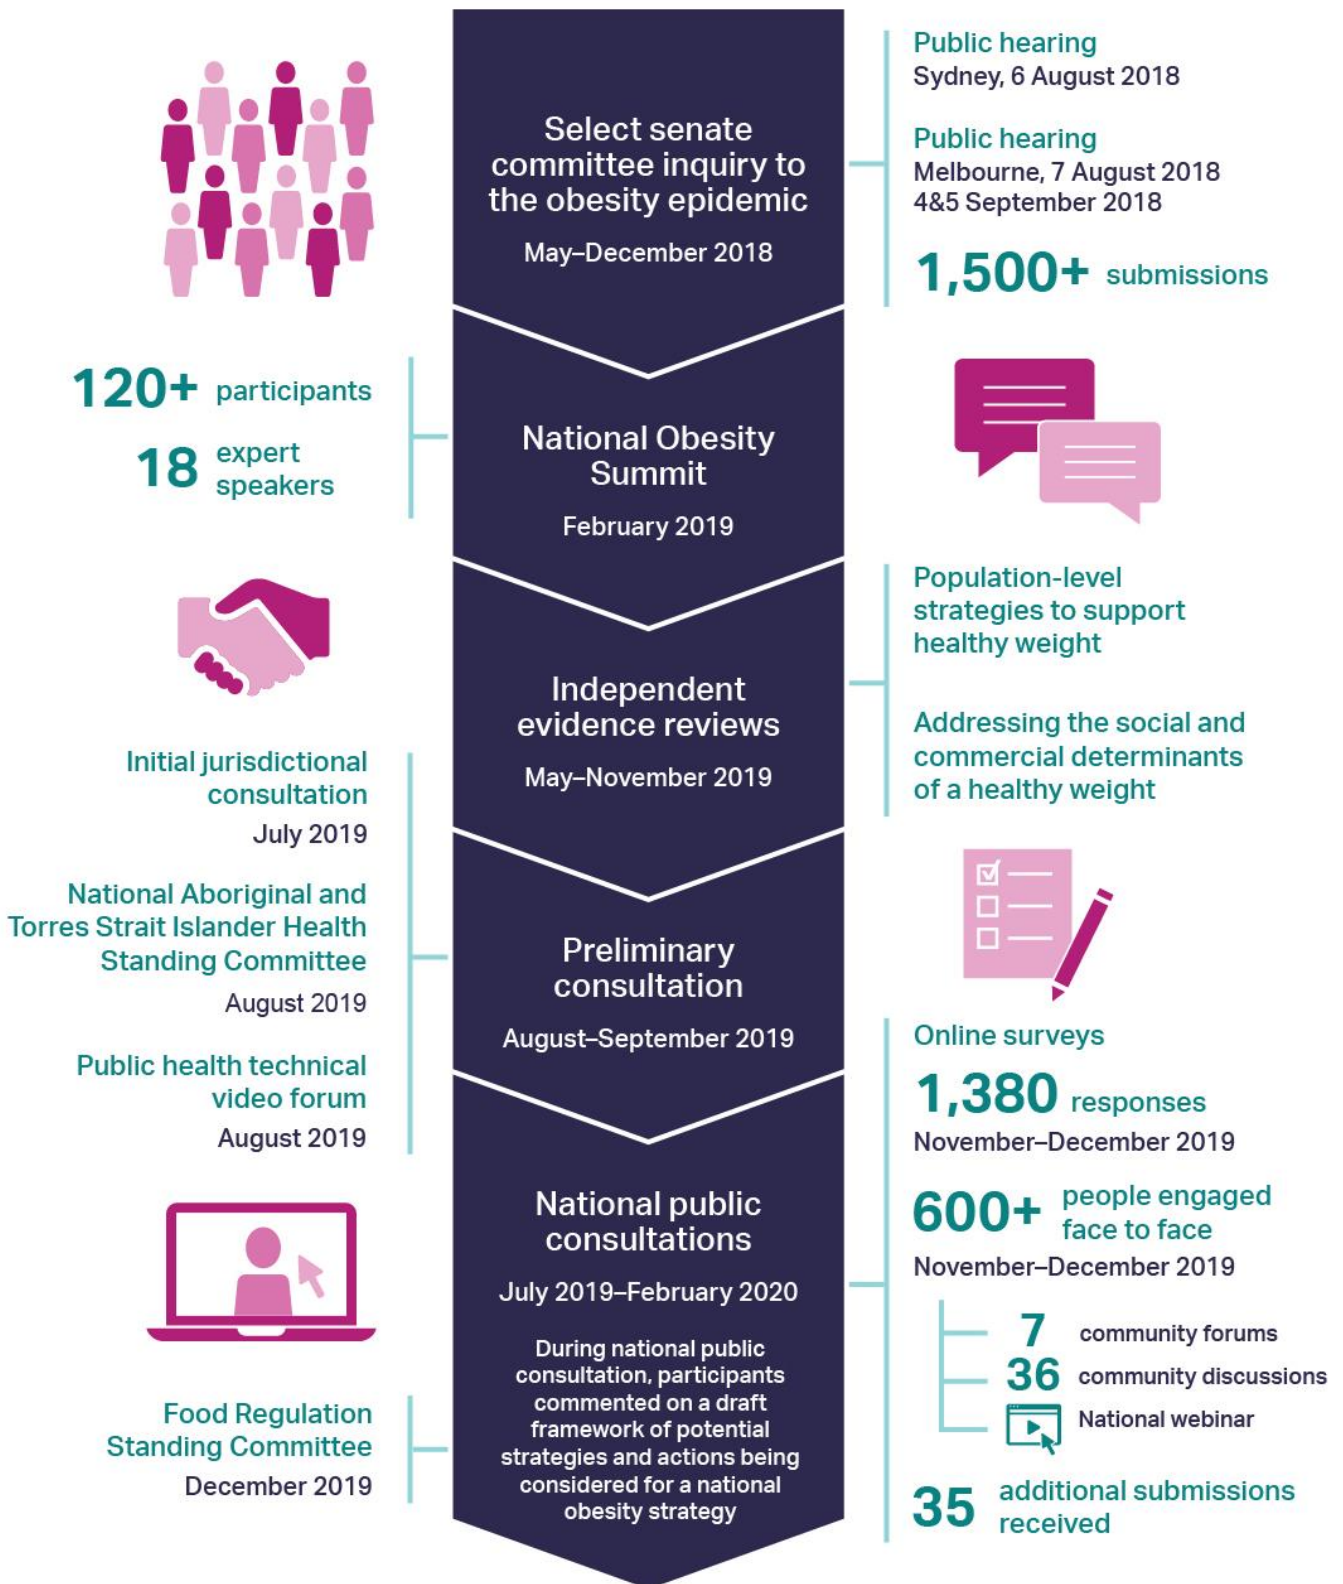 Select senate
committee inquiry to
the obesity epidemic
May–December 2018
Public hearing
Sydney, 6 August 2018
Public hearing
Melbourne, 7 August 2018
4&5 September 2018
1,500+ submissions
120+ participants
18 expert
speakers
National Obesity
Summit
February 2019
Independent
evidence reviews
May–November 2019
Population-level
strategies to support
healthy weight
Addressing the social and
commercial determinants
of a healthy weight
Initial jurisdictional
consultation
July 2019
National Aboriginal and
Torres Strait Islander Health
Standing Committee
August 2019
Public health technical
video forum
August 2019
Preliminary
consultation
August–September 2019
National public
consultations
July 2019–February 2020
During national public
consultation, participants
commented on a draft
framework of potential
strategies and actions being
considered for a national
obesity strategy
Online surveys
1,380 responses
November–December 2019
600+ people engaged
face to face
November–December 2019
7 community forums
36 community discussions
National webinar
35 additional submissions
received
Food Regulation
Standing Committee
December 2019